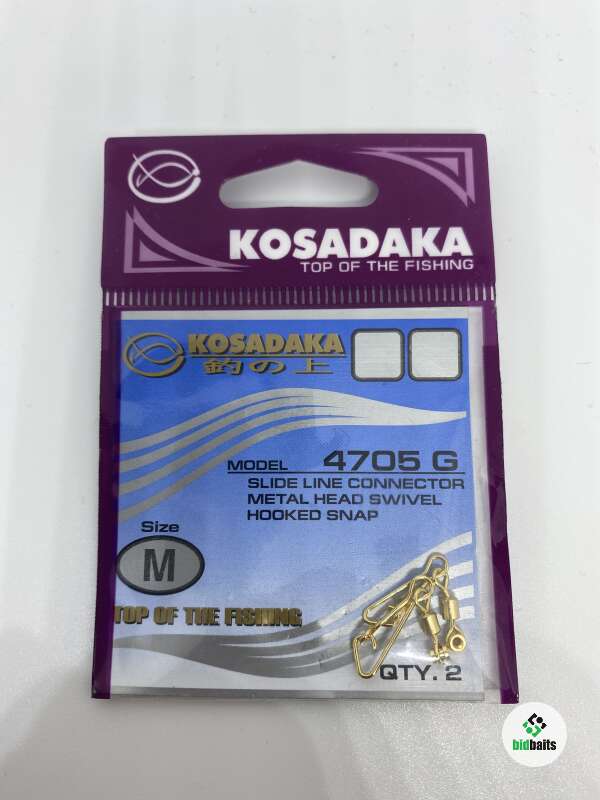 KOSADAKA
TOP OF THE FISHING
KOSADAKA
釣の上
MODEL 4705 G
SLIDE LINE CONNECTOR
METAL HEAD SWIVEL
HOOKED SNAP
Size
M
TOP OF THE FISHING
QTY. 2
bidbaits